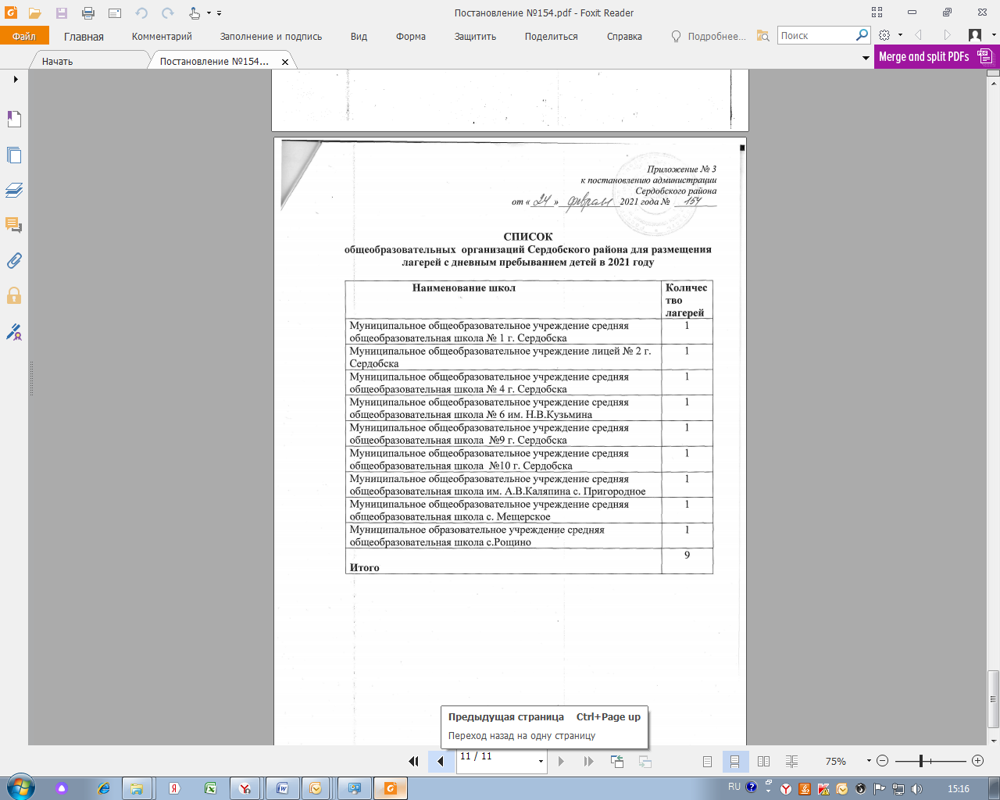 Постановление №154.pdf - Foxit Reader
Файл Главная Комментарий Заполнение и подпись Вид Форма Защитить Поделиться Справка Подробнее... Поиск
Начать Постановление №154... Merge and split PDFs
Приложение № 3
к постановлению администрации
Сердобского района
от « 24 » февраля 2021 года № 154
СПИСОК
общеобразовательных организаций Сердобского района для размещения
лагерей с дневным пребыванием детей в 2021 году
Наименование школ Количес
тво
лагерей
Муниципальное общеобразовательное учреждение средняя 1
общеобразовательная школа № 1 г. Сердобска
Муниципальное общеобразовательное учреждение лицей № 2 г. 1
Сердобска
Муниципальное общеобразовательное учреждение средняя 1
общеобразовательная школа № 4 г. Сердобска
Муниципальное общеобразовательное учреждение средняя 1
общеобразовательная школа № 6 им. Н.В.Кузьмина
Муниципальное общеобразовательное учреждение средняя 1
общеобразовательная школа №9 г. Сердобска
Муниципальное общеобразовательное учреждение средняя 1
общеобразовательная школа №10 г. Сердобска
Муниципальное общеобразовательное учреждение средняя 1
общеобразовательная школа им. А.В.Каляпина с. Пригородное
Муниципальное общеобразовательное учреждение средняя 1
общеобразовательная школа с. Мещерское
Муниципальное образовательное учреждение средняя 1
общеобразовательная школа с.Рощино
9
Итого
Предыдущая страница Ctrl+Page up
Переход назад на одну страницу
11 / 11 75%
RU 15:16